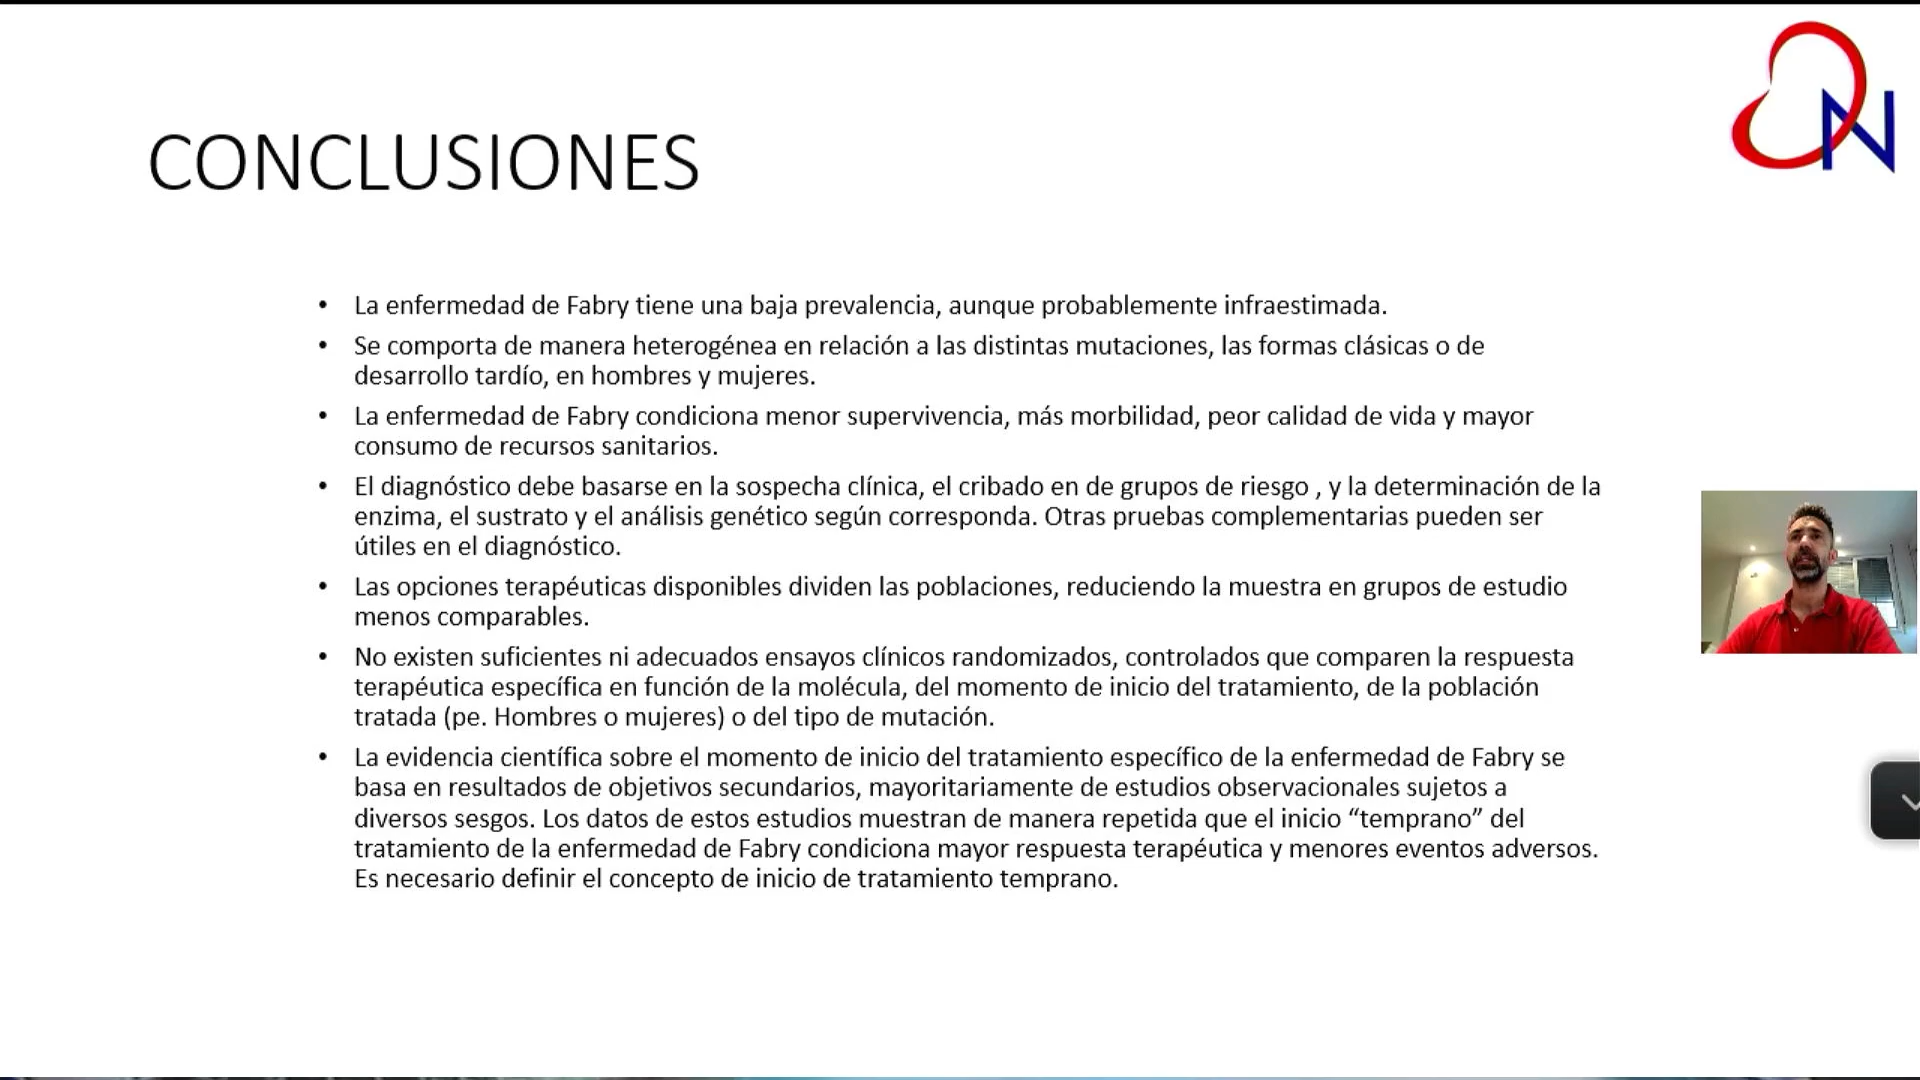 N
CONCLUSIONES
• La enfermedad de Fabry tiene una baja prevalencia, aunque probablemente infraestimada.
• Se comporta de manera heterogénea en relación a las distintas mutaciones, las formas clásicas o de
desarrollo tardío, en hombres y mujeres.
• La enfermedad de Fabry condiciona menor supervivencia, más morbilidad, peor calidad de vida y mayor
consumo de recursos sanitarios.
• El diagnóstico debe basarse en la sospecha clínica, el cribado en de grupos de riesgo , y la determinación de la
enzima, el sustrato y el análisis genético según corresponda. Otras pruebas complementarias pueden ser
útiles en el diagnóstico.
• Las opciones terapéuticas disponibles dividen las poblaciones, reduciendo la muestra en grupos de estudio
menos comparables.
• No existen suficientes ni adecuados ensayos clínicos randomizados, controlados que comparen la respuesta
terapéutica específica en función de la molécula, del momento de inicio del tratamiento, de la población
tratada (pe. Hombres o mujeres) o del tipo de mutación.
• La evidencia científica sobre el momento de inicio del tratamiento específico de la enfermedad de Fabry se
basa en resultados de objetivos secundarios, mayoritariamente de estudios observacionales sujetos a
diversos sesgos. Los datos de estos estudios muestran de manera repetida que el inicio “temprano” del
tratamiento de la enfermedad de Fabry condiciona mayor respuesta terapéutica y menores eventos adversos.
Es necesario definir el concepto de inicio de tratamiento temprano.